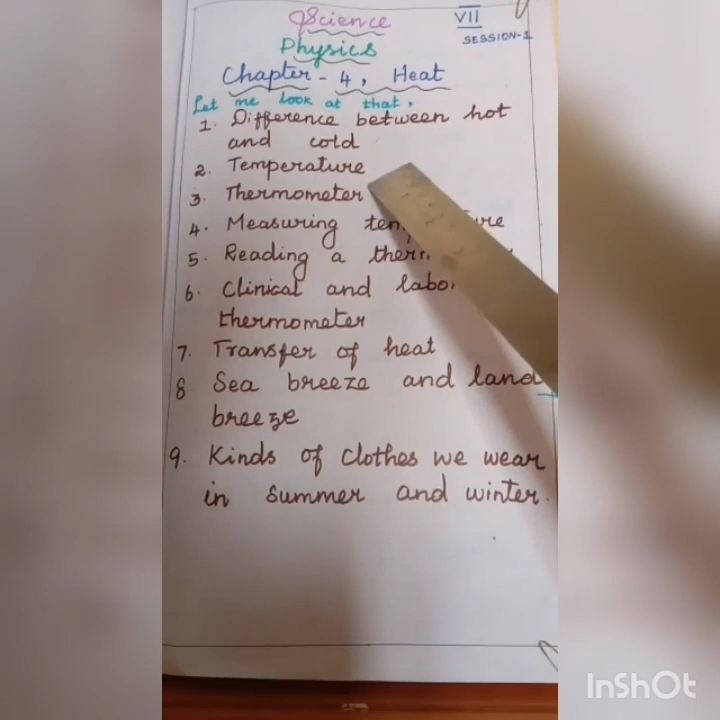 Science
VII
SESSION-1
Physics
Chapter - 4, Heat
Let me look at that,
1. Difference between hot
and cold
2. Temperature
3. Thermometer
4. Measuring
5. Reading a
6. Clinical and
thermometer
7. Transfer of heat
8 Sea breeze and land
breeze
9. Kinds of clothes we wear
in summer and winter.
InShOt